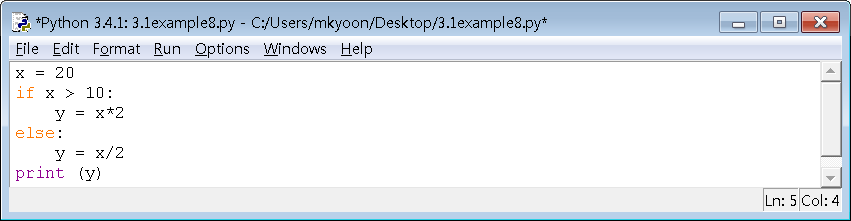 *Python 3.4.1: 3.1example8.py - C:/Users/mkyoon/Desktop/3.1example8.py*
File Edit Format Run Options Windows Help
x = 20
if x > 10:
    y = x*2
else:
    y = x/2
print (y)
Ln: 5 Col: 4